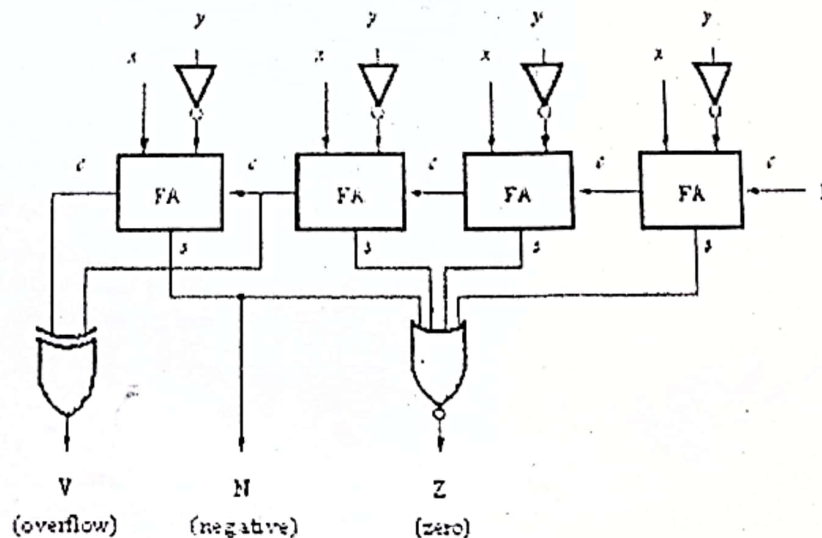 y y y y
x x x x
c c c c c
FA FA FA FA
s s s s
V N Z
(overflow) (negative) (zero)